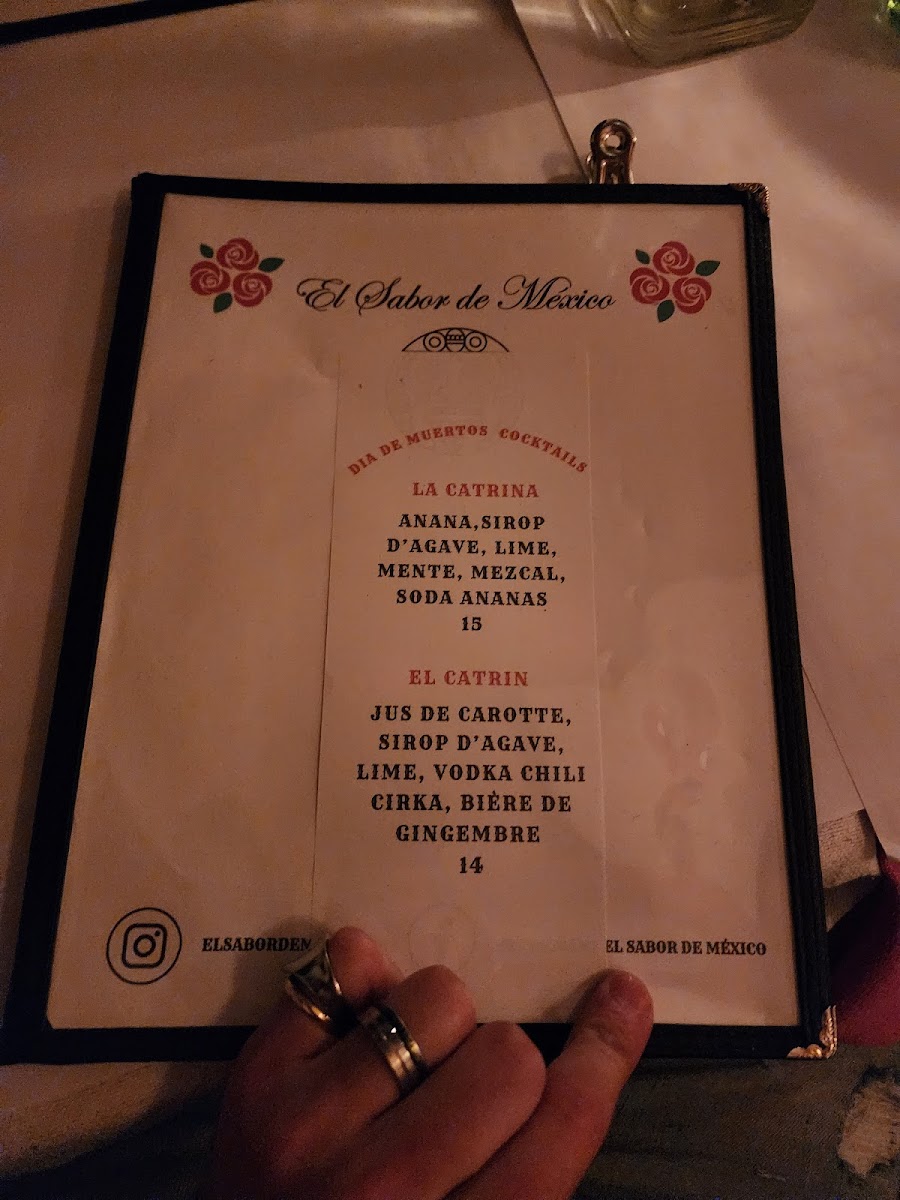 El Sabor de México
DIA DE MUERTOS COCKTAILS
LA CATRINA
ANANA,SIROP
D'AGAVE, LIME,
MENTE, MEZCAL,
SODA ANANAS
15
EL CATRIN
JUS DE CAROTTE,
SIROP D'AGAVE,
LIME, VODKA CHILI
CIRKA, BIÈRE DE
GINGEMBRE
14
ELSABORDEM
EL SABOR DE MÉXICO